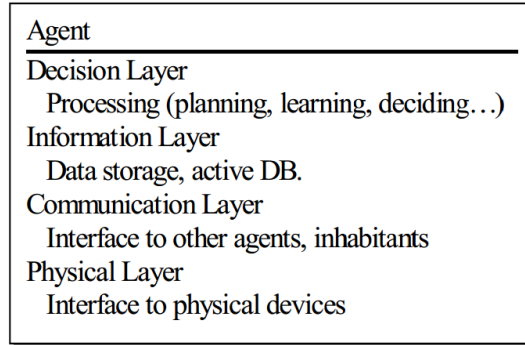 Agent
Decision Layer
Processing (planning, learning, deciding…)
Information Layer
Data storage, active DB.
Communication Layer
Interface to other agents, inhabitants
Physical Layer
Interface to physical devices